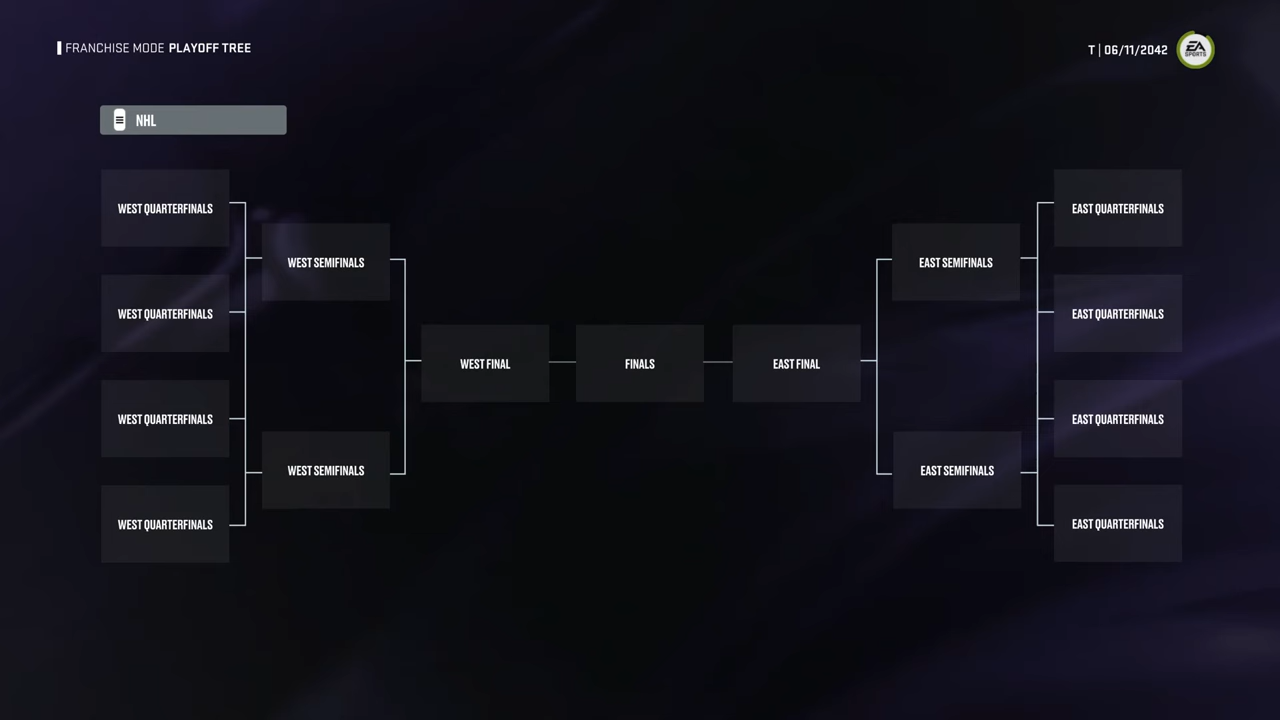 FRANCHISE MODE PLAYOFF TREE
T | 06/11/2042
EA
SPORTS
NHL
WEST QUARTERFINALS
WEST QUARTERFINALS
WEST QUARTERFINALS
WEST QUARTERFINALS
WEST SEMIFINALS
WEST SEMIFINALS
WEST FINAL
FINALS
EAST FINAL
EAST SEMIFINALS
EAST SEMIFINALS
EAST QUARTERFINALS
EAST QUARTERFINALS
EAST QUARTERFINALS
EAST QUARTERFINALS